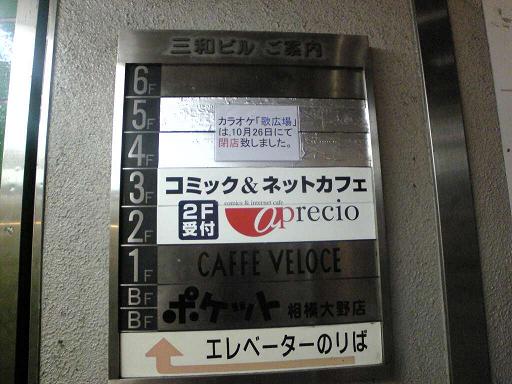 三和ビル ご案内
6F
5F
カラオケ「歌広場」
は、10月26日にて
閉店致しました。
4F
3F
コミック&ネットカフェ
2F
2F
受付
comics & internet cafe
aprecio
1F
CAFFE VELOCE
BF
ポケット 相模大野店
BF
エレベーターのりば